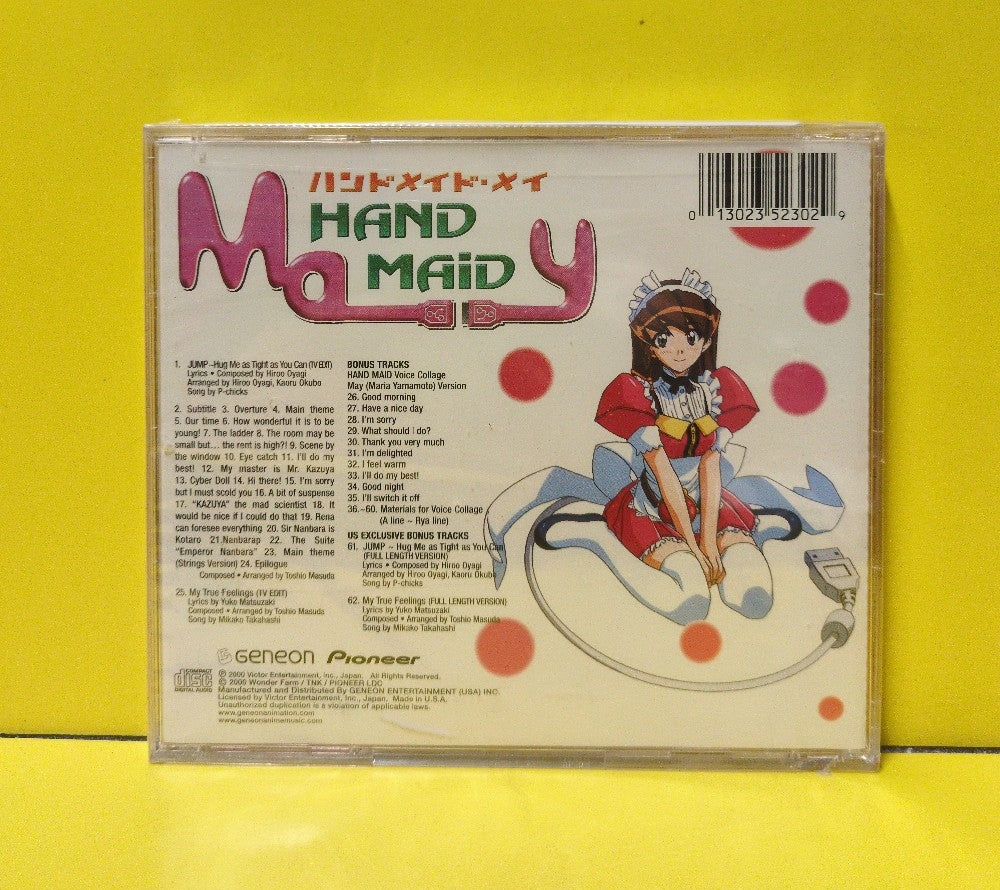 ハンドメイド・メイ
HAND
MAiD
May
0 13023 52302 9
1. JUMP ~Hug Me as Tight as You Can (TV EDIT)
Lyrics • Composed by Hiroo Oyagi
Arranged by Hiroo Oyagi, Kaoru Okubo
Song by P-chicks
2. Subtitle 3. Overture 4. Main theme
5. Our time 6. How wonderful it is to be
young! 7. The ladder 8. The room may be
small but... the rent is high?! 9. Scene by
the window 10. Eye catch 11. I'll do my
best! 12. My master is Mr. Kazuya
13. Cyber Doll 14. Hi there! 15. I'm sorry
but I must scold you 16. A bit of suspense
17. "KAZUYA" the mad scientist 18. It
would be nice if I could do that 19. Rena
can foresee everything 20. Sir Nanbara is
Kotaro 21.Nanbarap 22. The Suite
"Emperor Nanbara" 23. Main theme
(Strings Version) 24. Epilogue
Composed • Arranged by Toshio Masuda
25. My True Feelings (TV EDIT)
Lyrics by Yuko Matsuzaki
Composed • Arranged by Toshio Masuda
Song by Mikako Takahashi
BONUS TRACKS
HAND MAID Voice Collage
May (Maria Yamamoto) Version
26. Good morning
27. Have a nice day
28. I'm sorry
29. What should I do?
30. Thank you very much
31. I'm delighted
32. I feel warm
33. I'll do my best!
34. Good night
35. I'll switch it off
36.~60. Materials for Voice Collage
(A line ~ Rya line)
US EXCLUSIVE BONUS TRACKS
61. JUMP ~ Hug Me as Tight as You Can
(FULL LENGTH VERSION)
Lyrics • Composed by Hiroo Oyagi
Arranged by Hiroo Oyagi, Kaoru Okubo
Song by P-chicks
62. My True Feelings (FULL LENGTH VERSION)
Lyrics by Yuko Matsuzaki
Composed • Arranged by Toshio Masuda
Song by Mikako Takahashi
GENEON Pioneer
COMPACT
disc
DIGITAL AUDIO
℗ 2000 Victor Entertainment, Inc., Japan. All Rights Reserved.
© 2005 Wonder Farm / TNK / PIONEER LDC
Manufactured and Distributed By GENEON ENTERTAINMENT (USA) INC.
Licensed by Victor Entertainment, Inc., Japan. Made in U.S.A.
Unauthorized duplication is a violation of applicable laws.
www.geneonanimation.com
www.geneonanimemusic.com